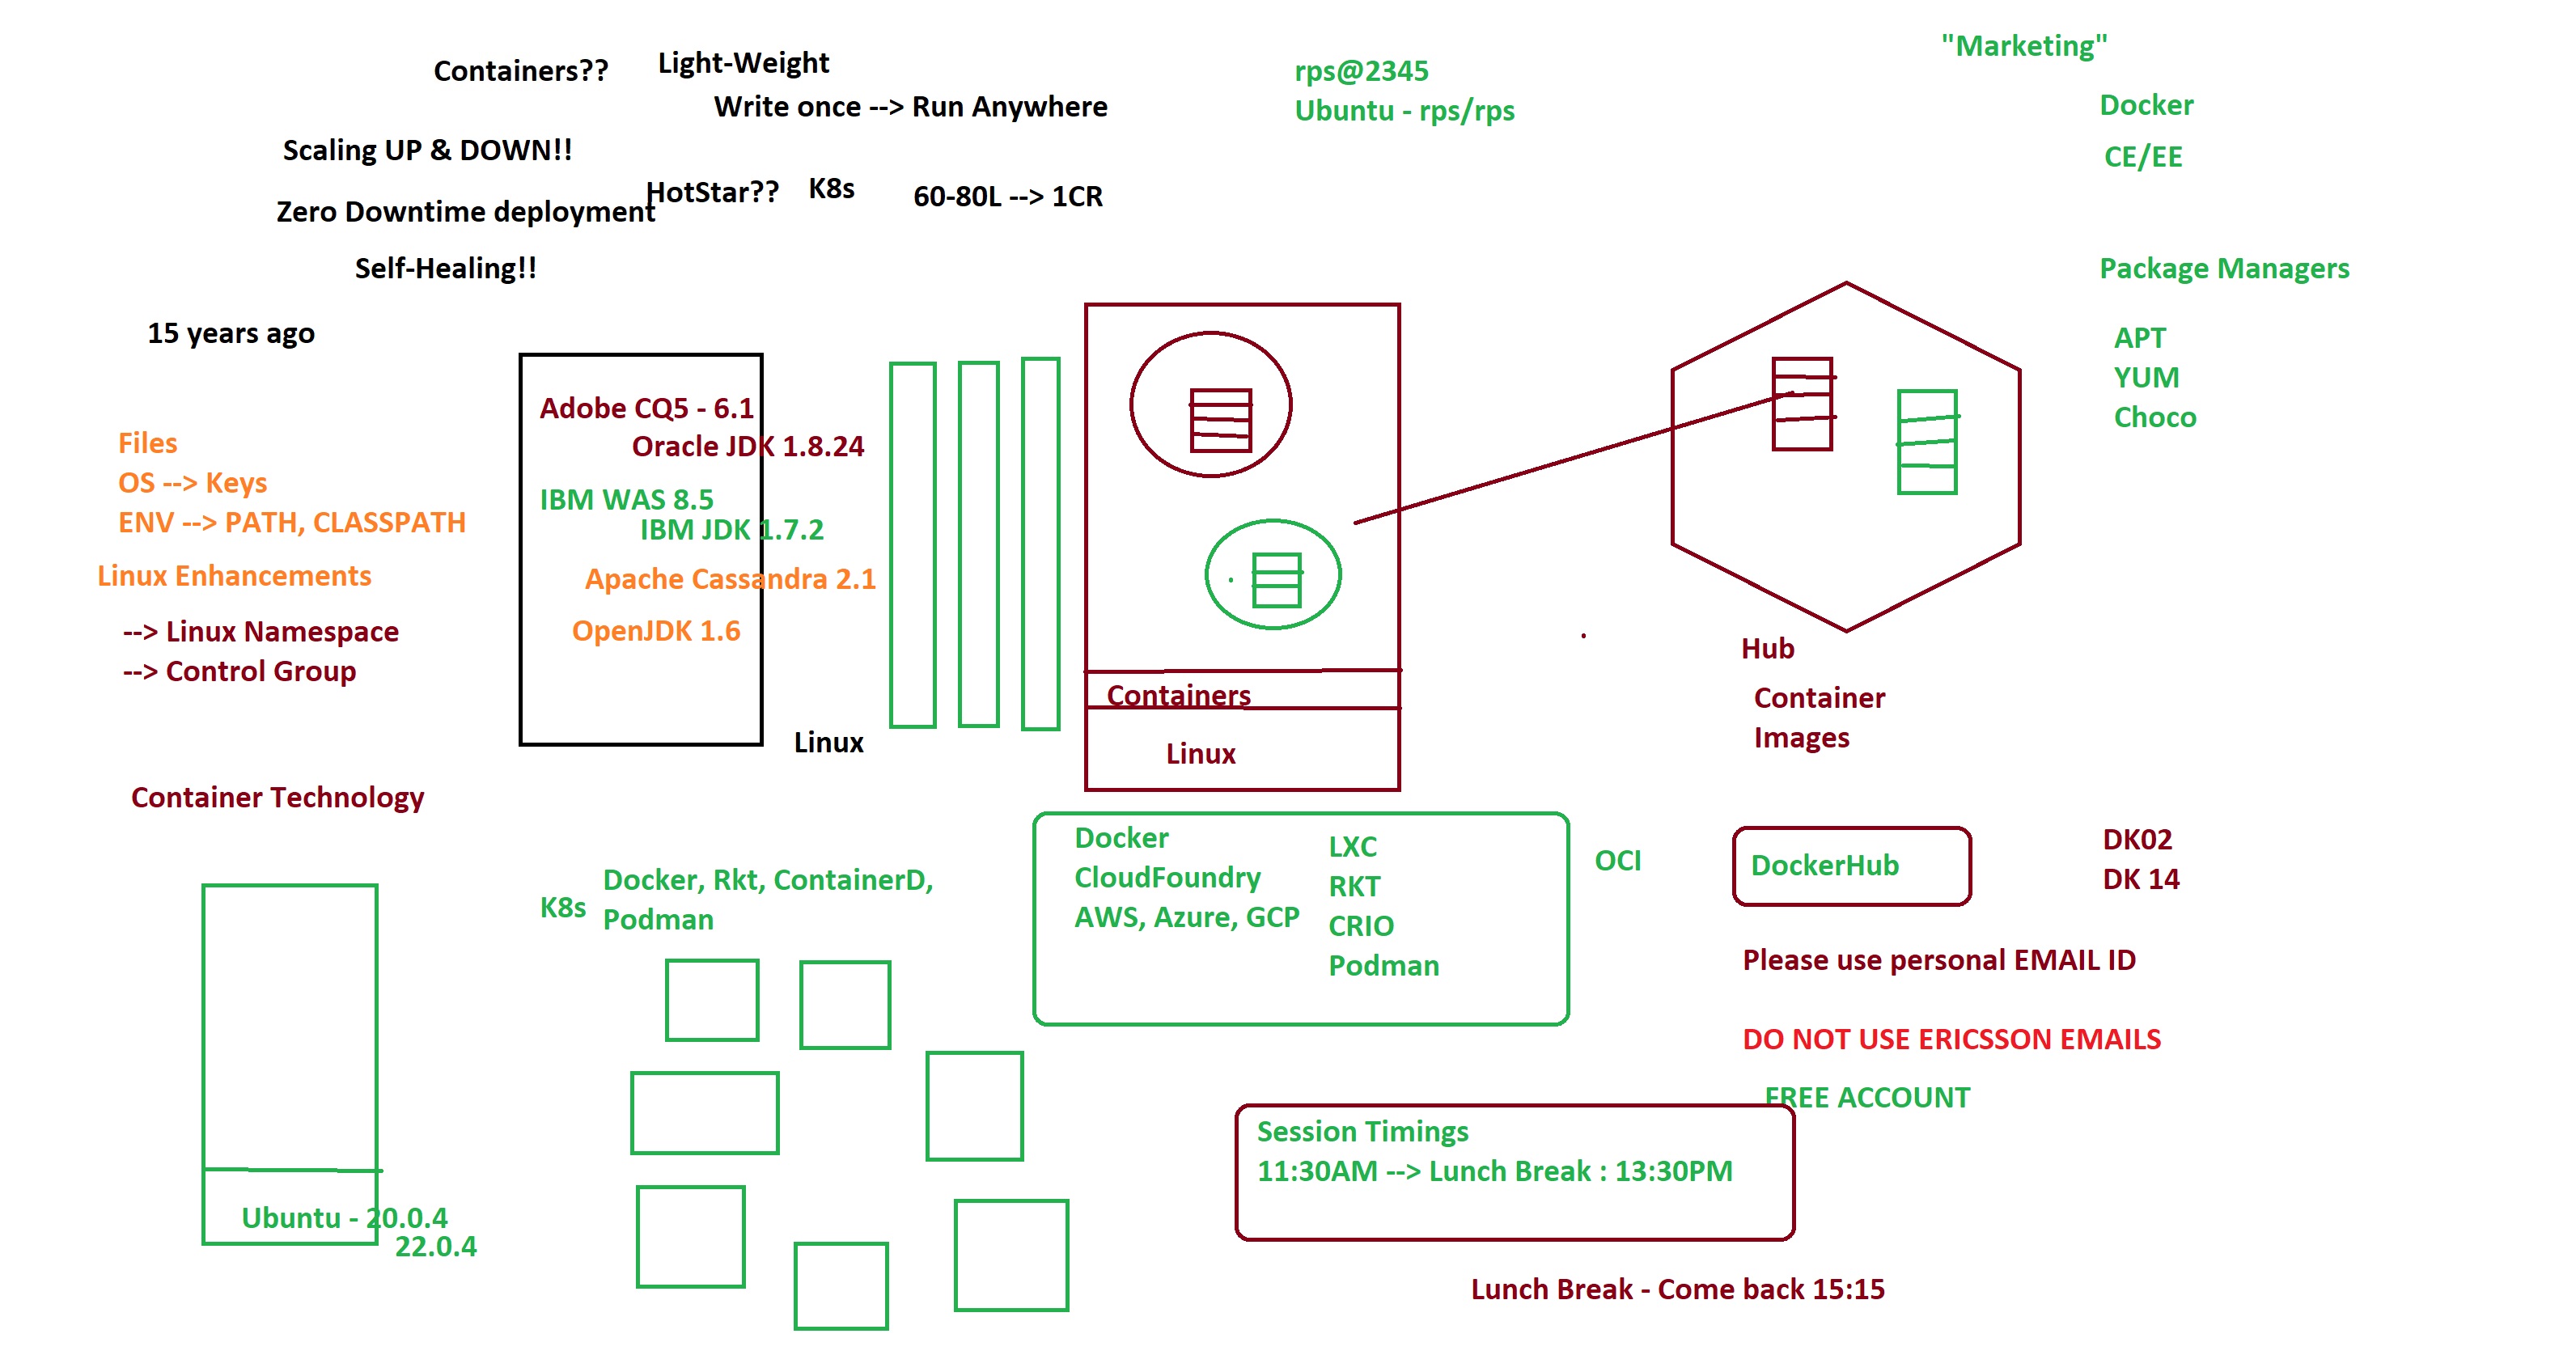 Containers??
Light-Weight
Write once --> Run Anywhere
Scaling UP & DOWN!!
HotStar??
K8s
60-80L --> 1CR
Zero Downtime deployment
Self-Healing!!
rps@2345
Ubuntu - rps/rps
"Marketing"
Docker
CE/EE
Package Managers
APT
YUM
Choco
15 years ago
Files
OS --> Keys
ENV --> PATH, CLASSPATH
Linux Enhancements
--> Linux Namespace
--> Control Group
Adobe CQ5 - 6.1
Oracle JDK 1.8.24
IBM WAS 8.5
IBM JDK 1.7.2
Apache Cassandra 2.1
OpenJDK 1.6
Linux
Containers
Linux
Hub
Container
Images
Container Technology
Ubuntu - 20.0.4
22.0.4
K8s
Docker, Rkt, ContainerD,
Podman
Docker
CloudFoundry
AWS, Azure, GCP
LXC
RKT
CRIO
Podman
OCI
DockerHub
DK02
DK 14
Please use personal EMAIL ID
DO NOT USE ERICSSON EMAILS
FREE ACCOUNT
Session Timings
11:30AM --> Lunch Break : 13:30PM
Lunch Break - Come back 15:15